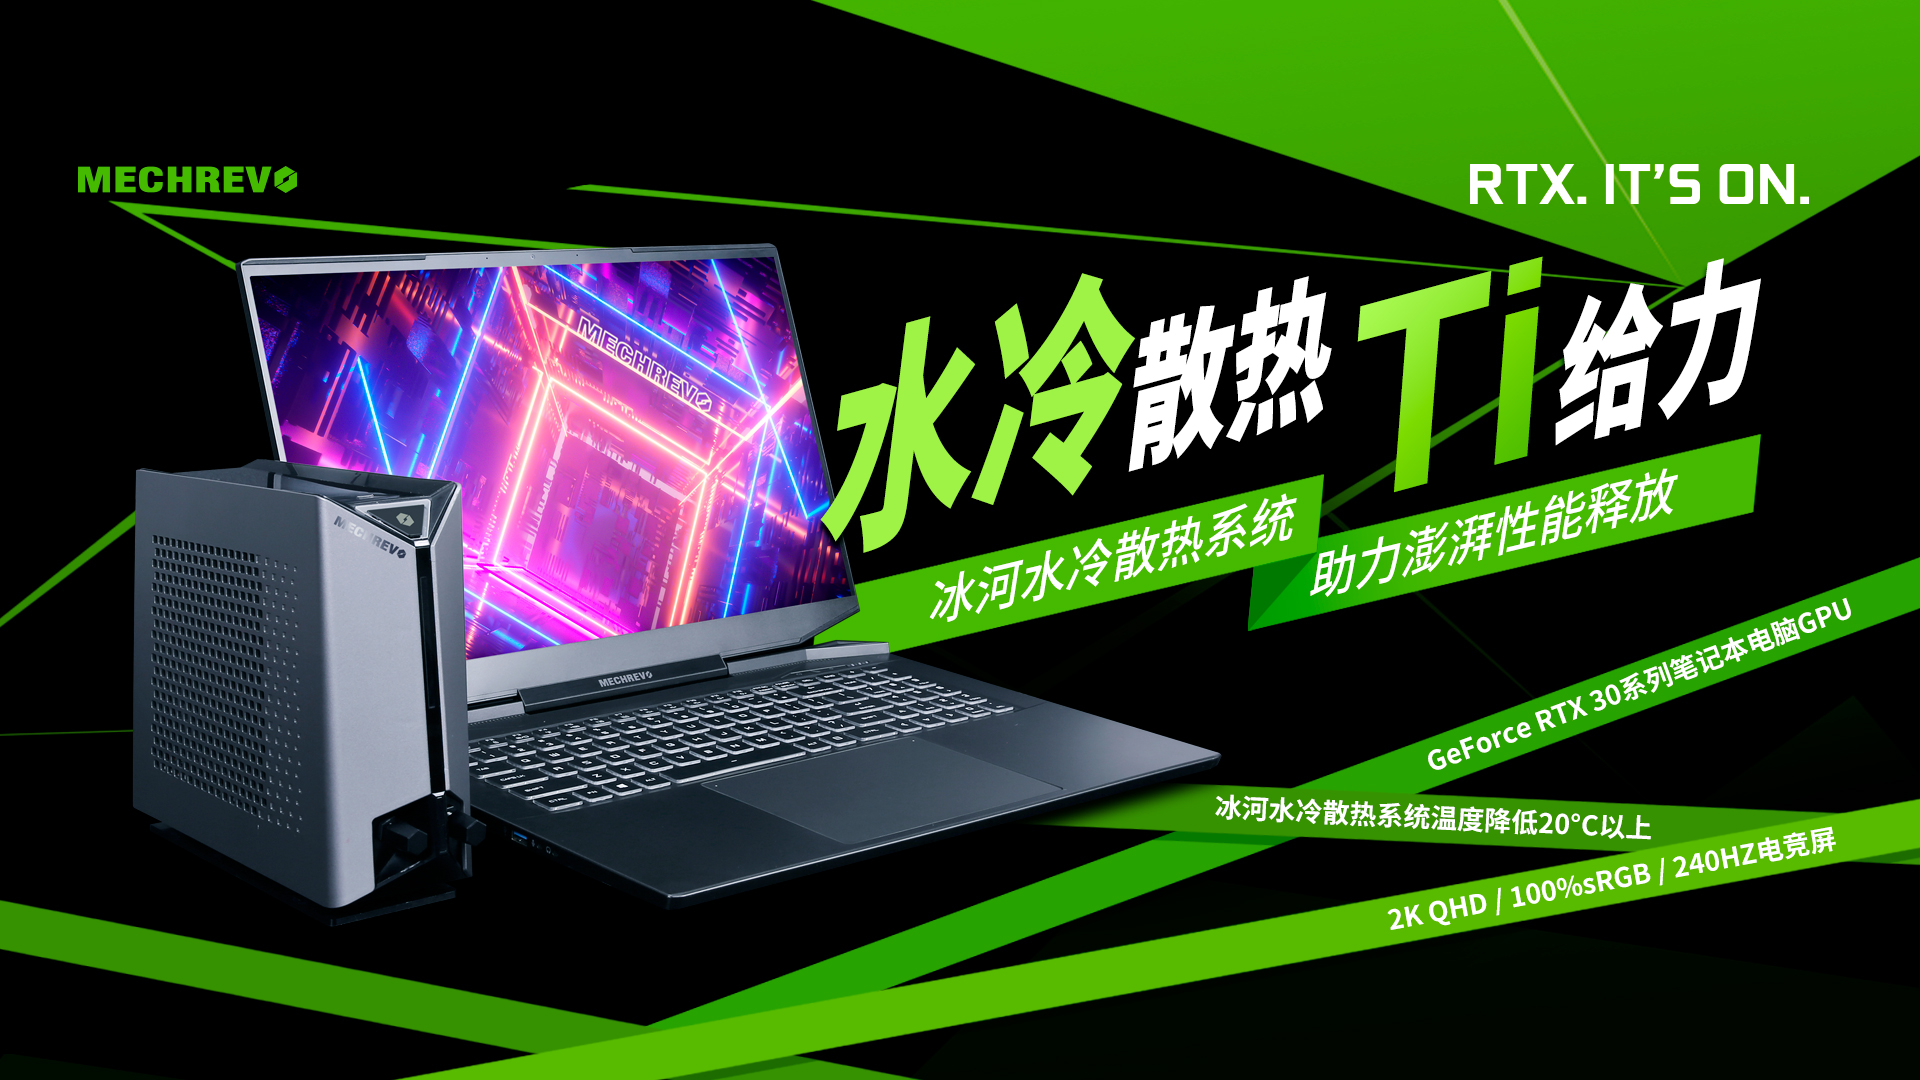 MECHREVO
RTX. IT'S ON.
水冷散热 Ti 给力
冰河水冷散热系统
助力澎湃性能释放
MECHREVO
MECHREVO
MECHREVO
GeForce RTX 30系列笔记本电脑GPU
冰河水冷散热系统温度降低20°C以上
2K QHD / 100%sRGB / 240HZ电竞屏